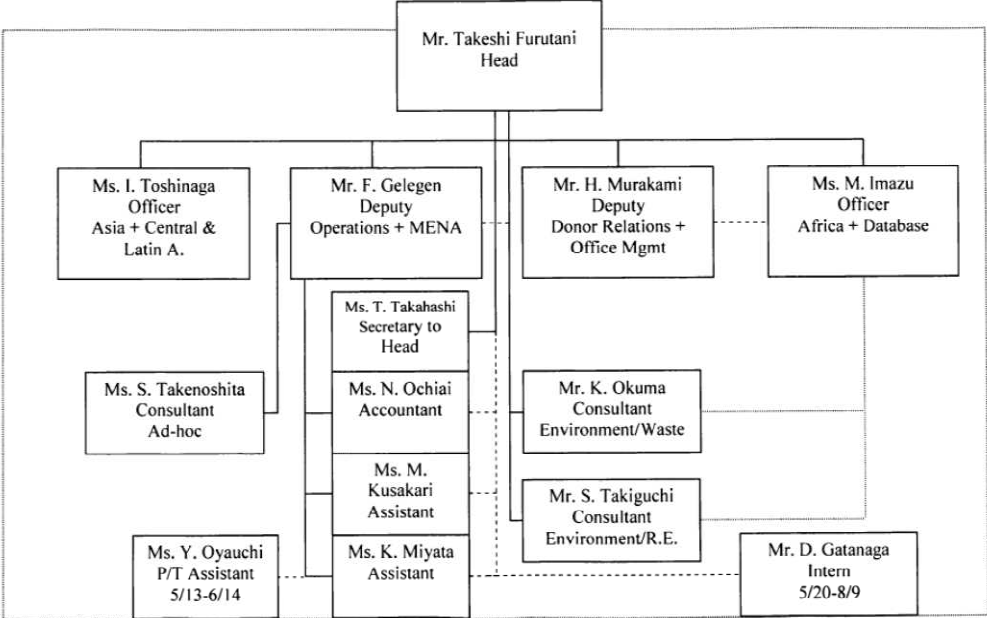 Mr. Takeshi Furutani
Head
Ms. I. Toshinaga
Officer
Asia + Central &
Latin A.
Mr. F. Gelegen
Deputy
Operations + MENA
Mr. H. Murakami
Deputy
Donor Relations +
Office Mgmt
Ms. M. Imazu
Officer
Africa + Database
Ms. T. Takahashi
Secretary to
Head
Ms. S. Takenoshita
Consultant
Ad-hoc
Ms. N. Ochiai
Accountant
Mr. K. Okuma
Consultant
Environment/Waste
Ms. M.
Kusakari
Assistant
Mr. S. Takiguchi
Consultant
Environment/R.E.
Ms. Y. Oyauchi
P/T Assistant
5/13-6/14
Ms. K. Miyata
Assistant
Mr. D. Gatanaga
Intern
5/20-8/9